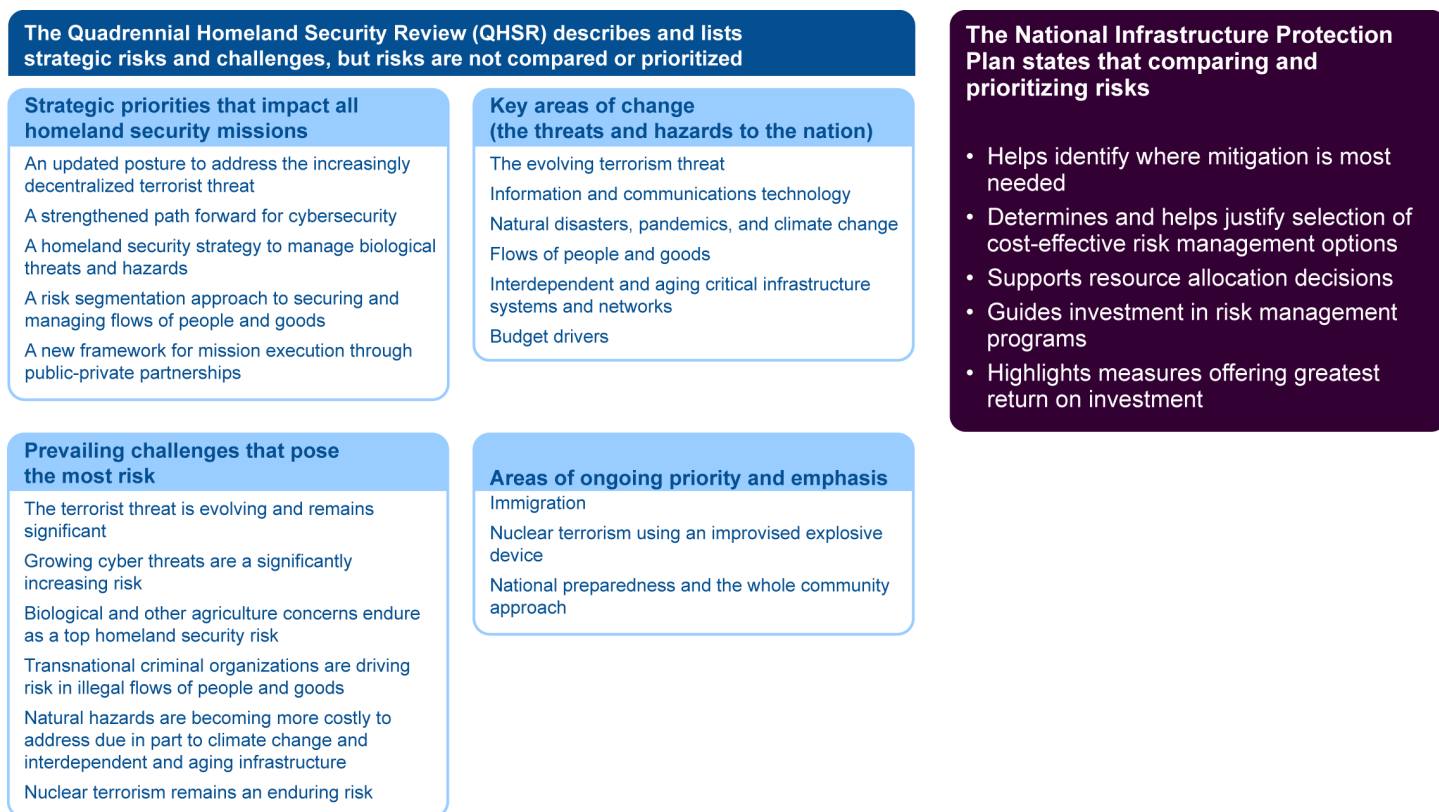 The Quadrennial Homeland Security Review (QHSR) describes and lists
strategic risks and challenges, but risks are not compared or prioritized
Strategic priorities that impact all
homeland security missions
An updated posture to address the increasingly
decentralized terrorist threat
A strengthened path forward for cybersecurity
A homeland security strategy to manage biological
threats and hazards
A risk segmentation approach to securing and
managing flows of people and goods
A new framework for mission execution through
public-private partnerships
Key areas of change
(the threats and hazards to the nation)
The evolving terrorism threat
Information and communications technology
Natural disasters, pandemics, and climate change
Flows of people and goods
Interdependent and aging critical infrastructure
systems and networks
Budget drivers
Prevailing challenges that pose
the most risk
The terrorist threat is evolving and remains
significant
Growing cyber threats are a significantly
increasing risk
Biological and other agriculture concerns endure
as a top homeland security risk
Transnational criminal organizations are driving
risk in illegal flows of people and goods
Natural hazards are becoming more costly to
address due in part to climate change and
interdependent and aging infrastructure
Nuclear terrorism remains an enduring risk
Areas of ongoing priority and emphasis
Immigration
Nuclear terrorism using an improvised explosive
device
National preparedness and the whole community
approach
The National Infrastructure Protection
Plan states that comparing and
prioritizing risks
• Helps identify where mitigation is most
needed
• Determines and helps justify selection of
cost-effective risk management options
• Supports resource allocation decisions
• Guides investment in risk management
programs
• Highlights measures offering greatest
return on investment